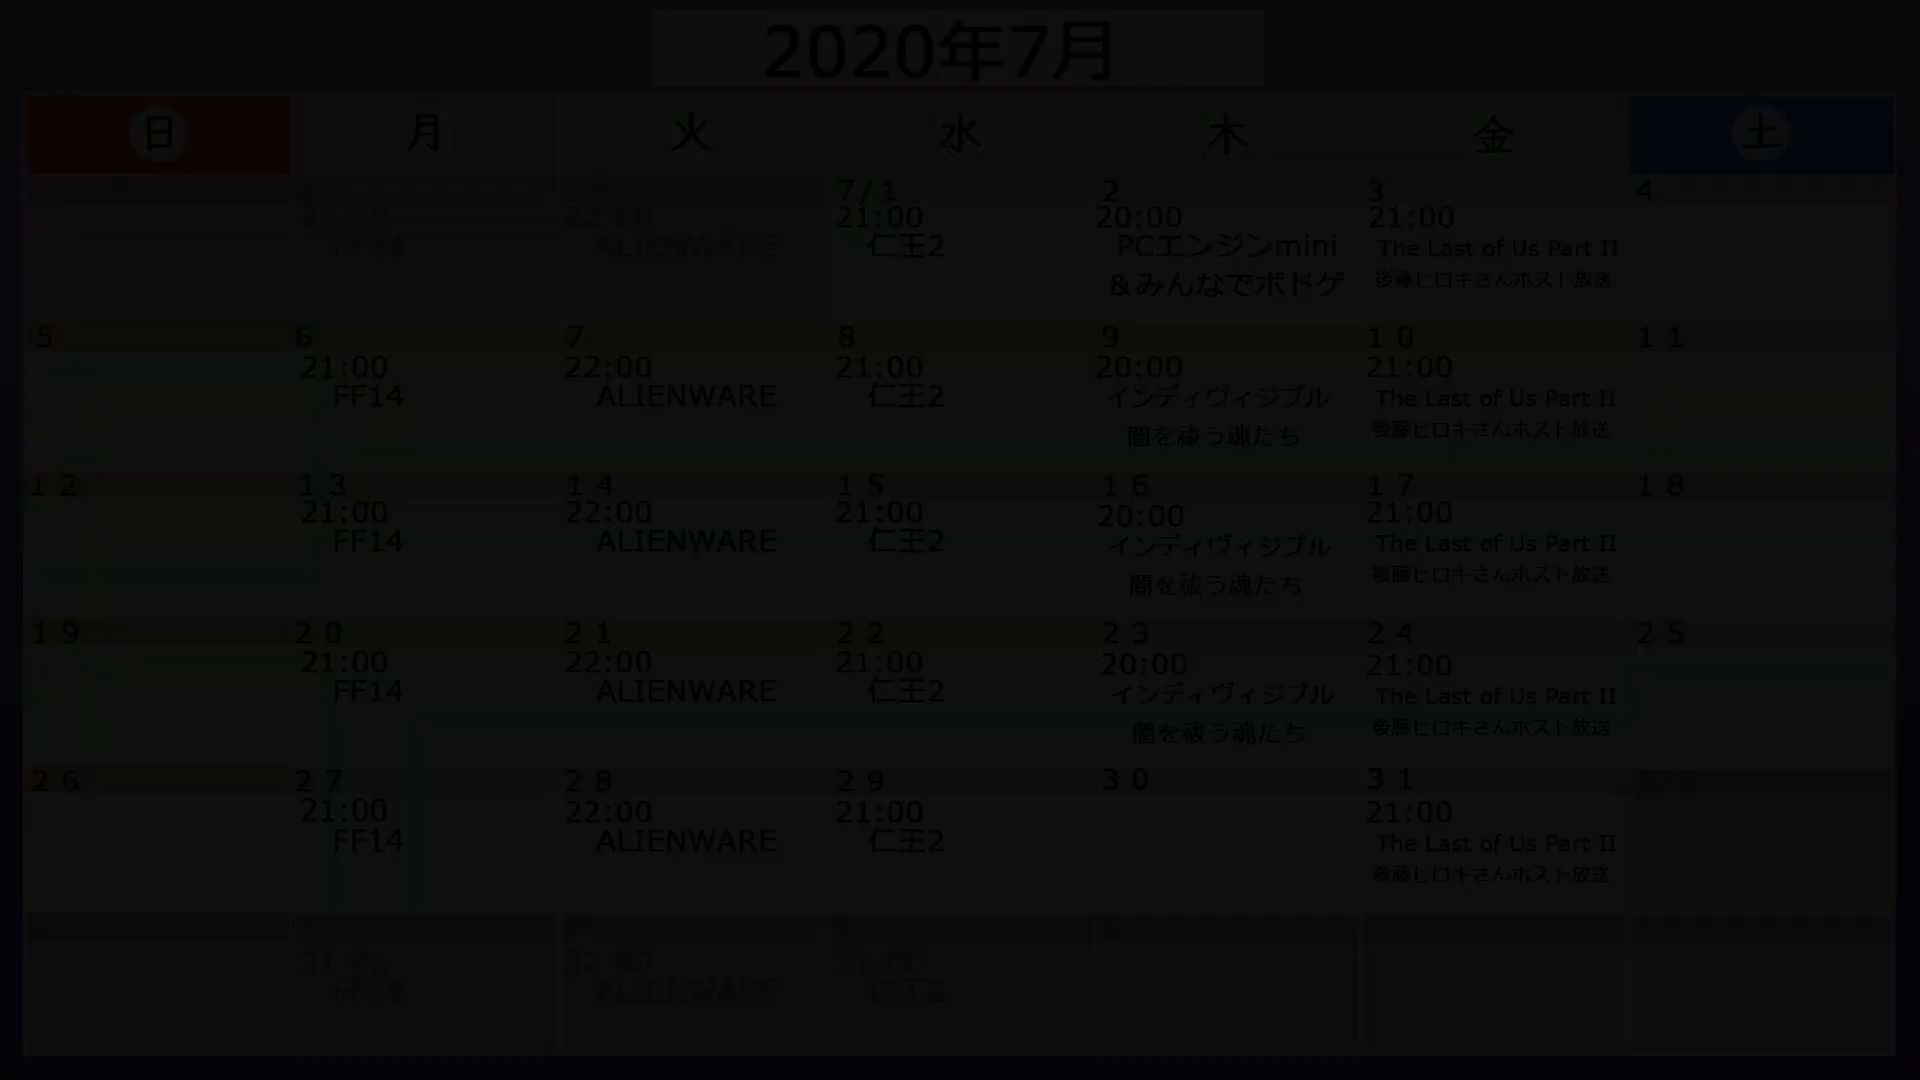 2020年7月
日 月 火 水 木 金 土
7/1 2 3 4
21:00 22:00 21:00 20:00 21:00
FF14 ALIENWARE 仁王2 PCエンジンmini The Last of Us Part II
&みんなでボドゲ 後藤ヒロキさんホスト放送
5 6 7 8 9 10 11
21:00 22:00 21:00 20:00 21:00
FF14 ALIENWARE 仁王2 インディヴィジブル The Last of Us Part II
闇を祓う魂たち 後藤ヒロキさんホスト放送
12 13 14 15 16 17 18
21:00 22:00 21:00 20:00 21:00
FF14 ALIENWARE 仁王2 インディヴィジブル The Last of Us Part II
闇を祓う魂たち 後藤ヒロキさんホスト放送
19 20 21 22 23 24 25
21:00 22:00 21:00 20:00 21:00
FF14 ALIENWARE 仁王2 インディヴィジブル The Last of Us Part II
闇を祓う魂たち 後藤ヒロキさんホスト放送
26 27 28 29 30 31
21:00 22:00 21:00 21:00
FF14 ALIENWARE 仁王2 The Last of Us Part II
後藤ヒロキさんホスト放送
FF14 ALIENWARE 仁王2